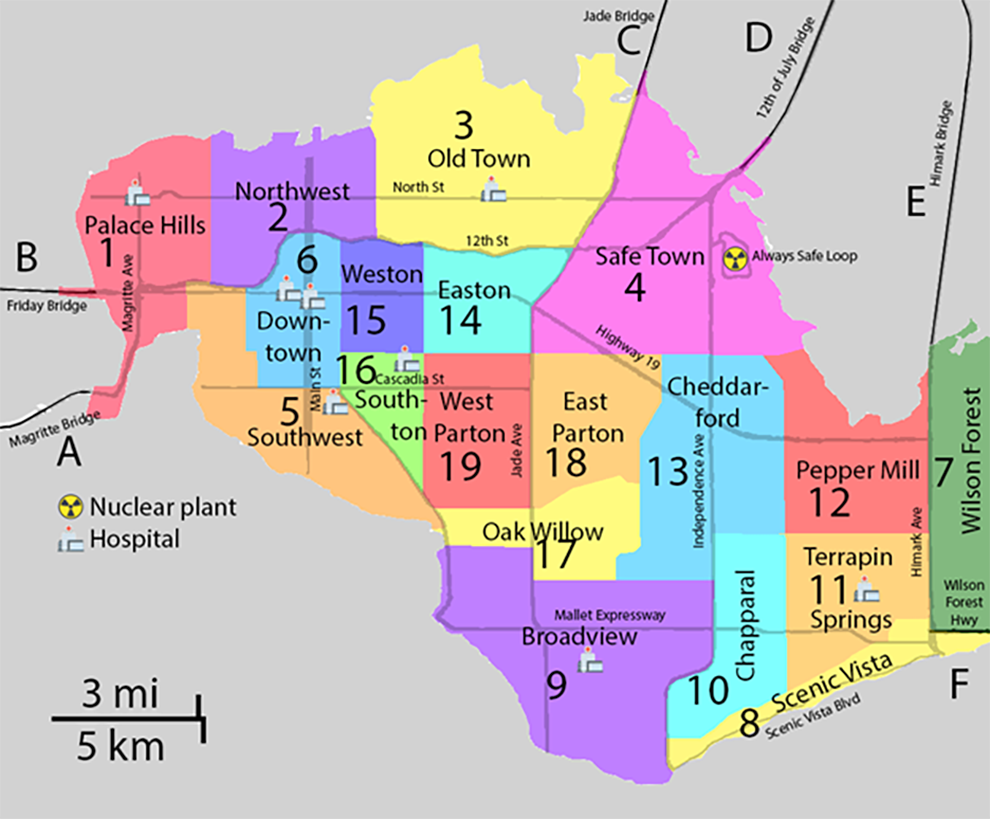 Jade Bridge
C
D
12th of July Bridge
3
Old Town
Himark Bridge
Northwest
2
North St
Palace Hills
1
E
B
Friday Bridge
Magritte Ave
6
12th St
Weston
15
Easton
14
Safe Town
4
Always Safe Loop
Down-
town
Highway 19
16
Cascadia St
South-
ton
Main St
5
Southwest
West
Parton
19
Jade Ave
East
Parton
18
Cheddar-
ford
13
Independence Ave
Magritte Bridge
A
Pepper Mill
12
7
Wilson Forest
Nuclear plant
Hospital
Oak Willow
17
Himark Ave
Terrapin
11
Springs
Wilson
Forest
Hwy
Chapparal
10
Mallet Expressway
Broadview
9
Scenic Vista
8
Scenic Vista Blvd
F
3 mi
5 km